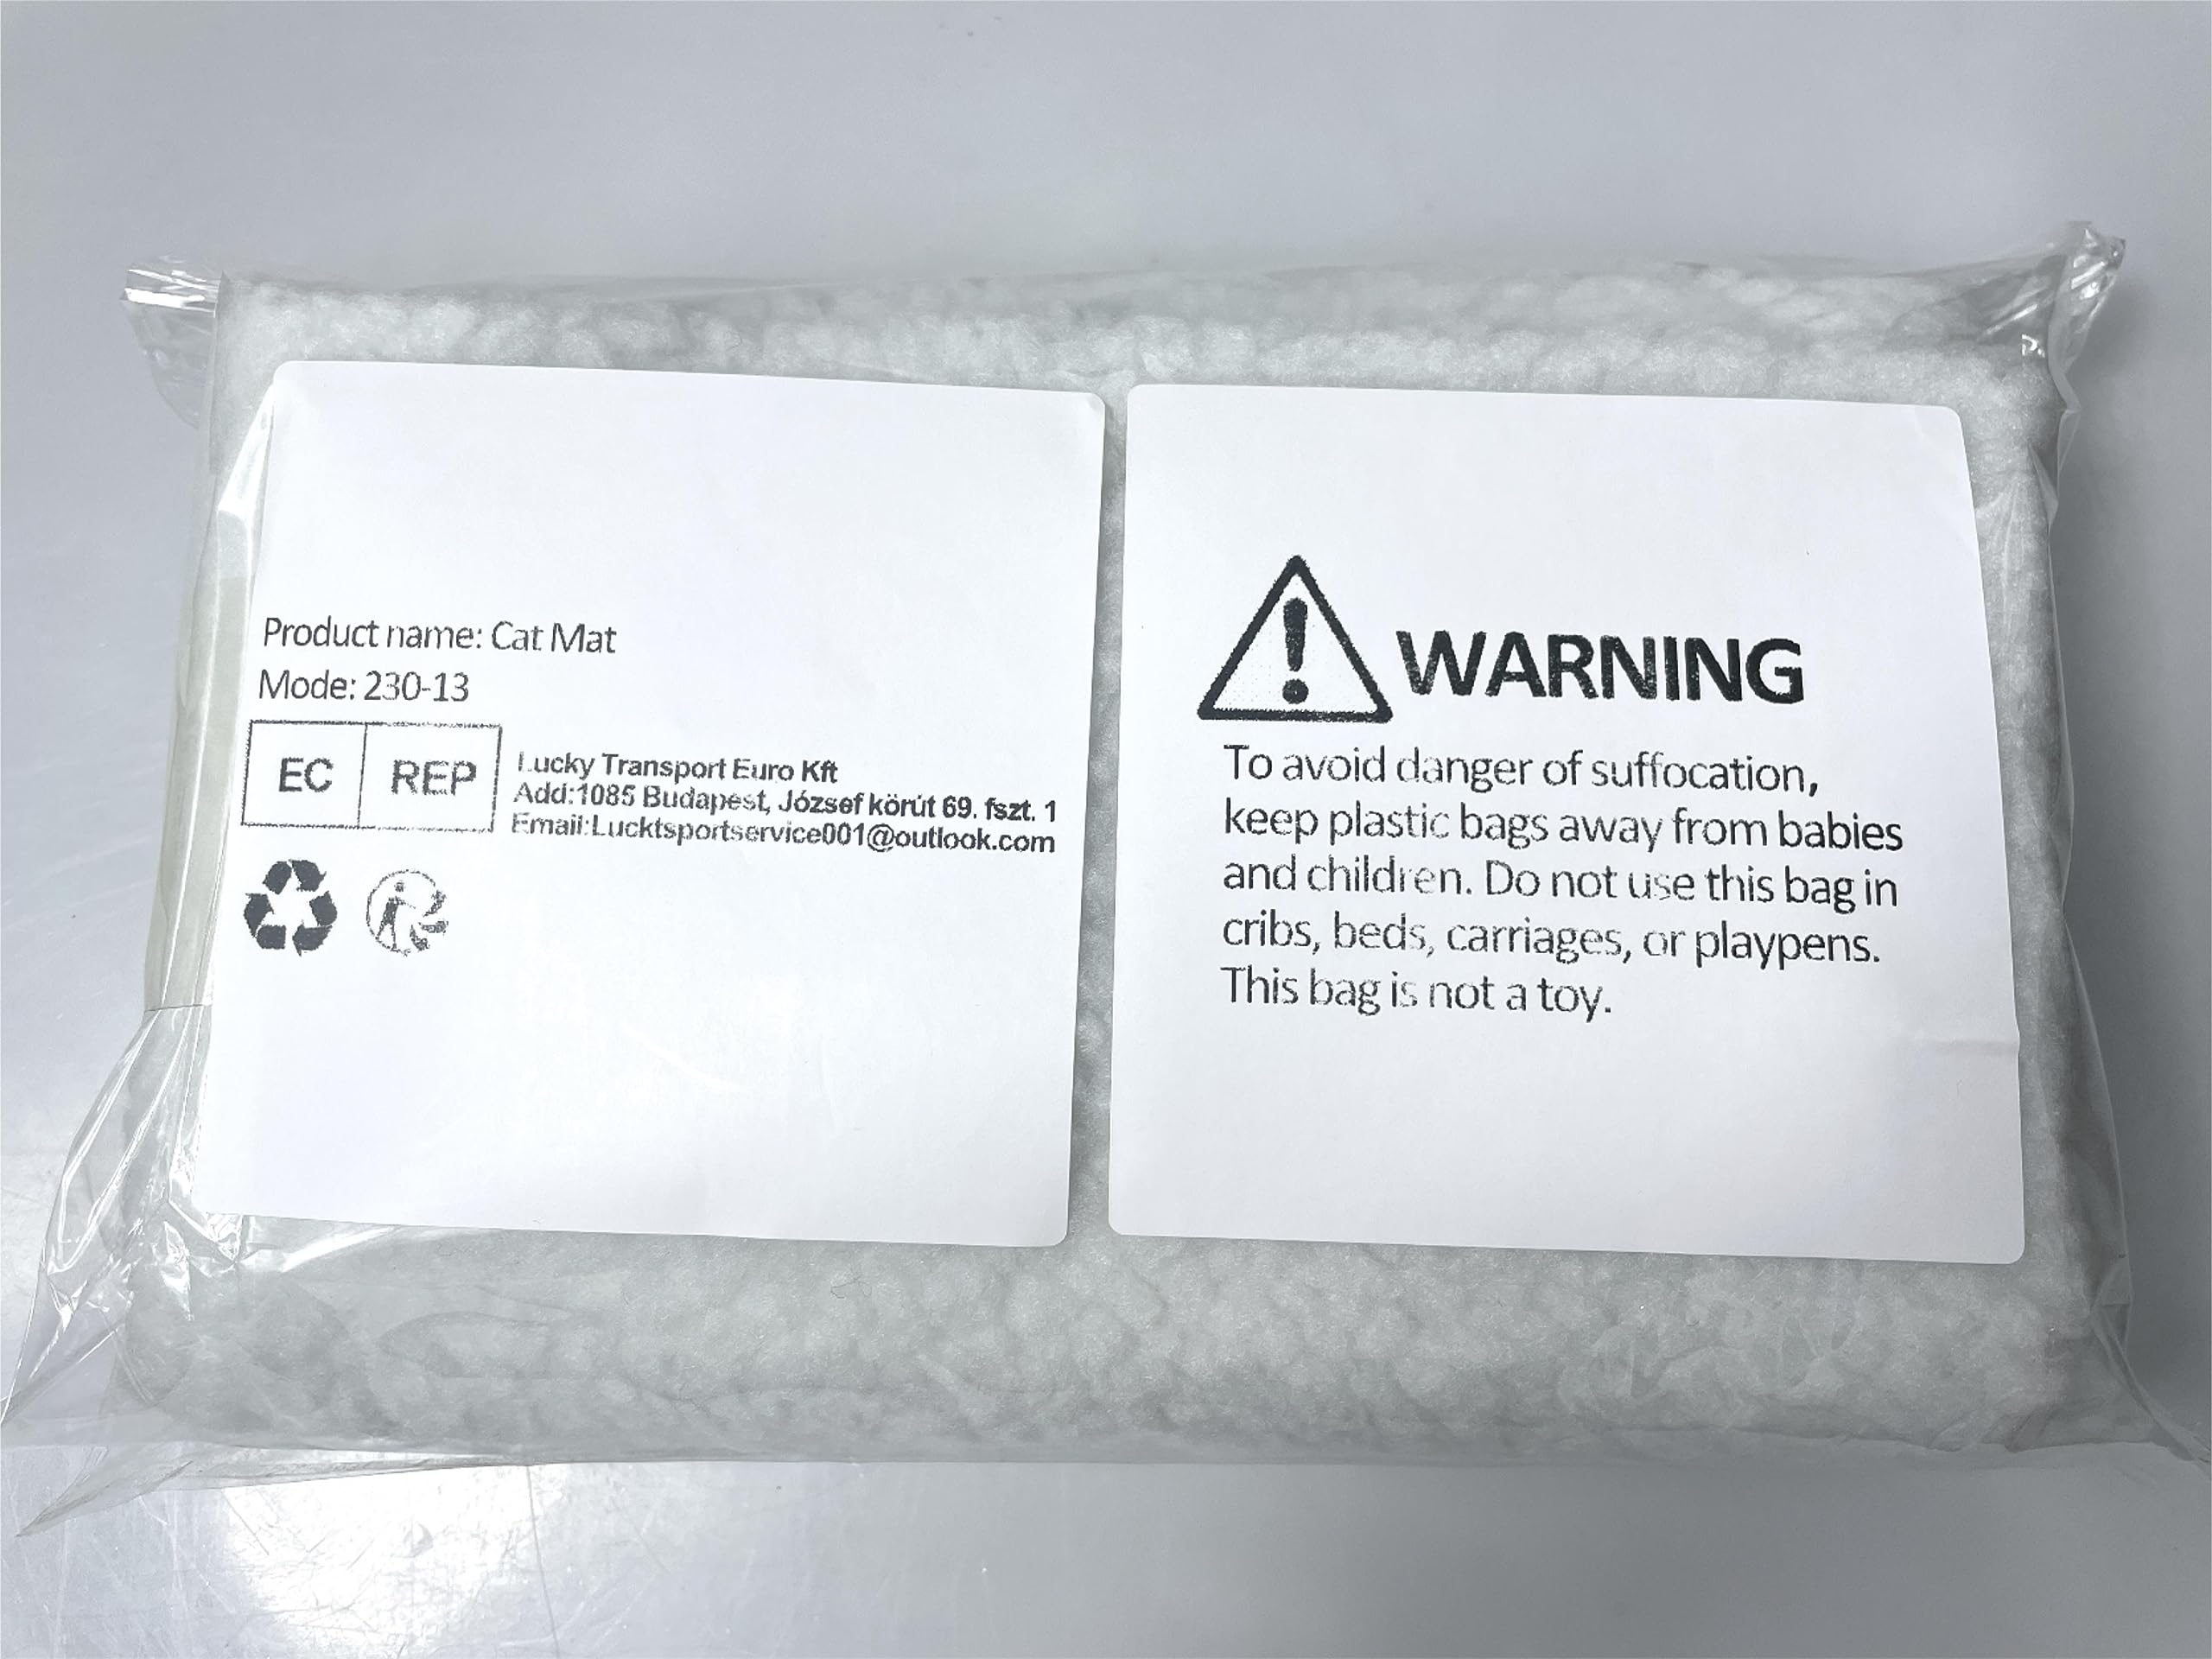 Product name: Cat Mat
Mode: 230-13
EC REP
Lucky Transport Euro Kft
Add:1085 Budapest, József körút 69. fszt. 1
Email:Lucktsportservice001@outlook.com
WARNING
To avoid danger of suffocation,
keep plastic bags away from babies
and children. Do not use this bag in
cribs, beds, carriages, or playpens.
This bag is not a toy.